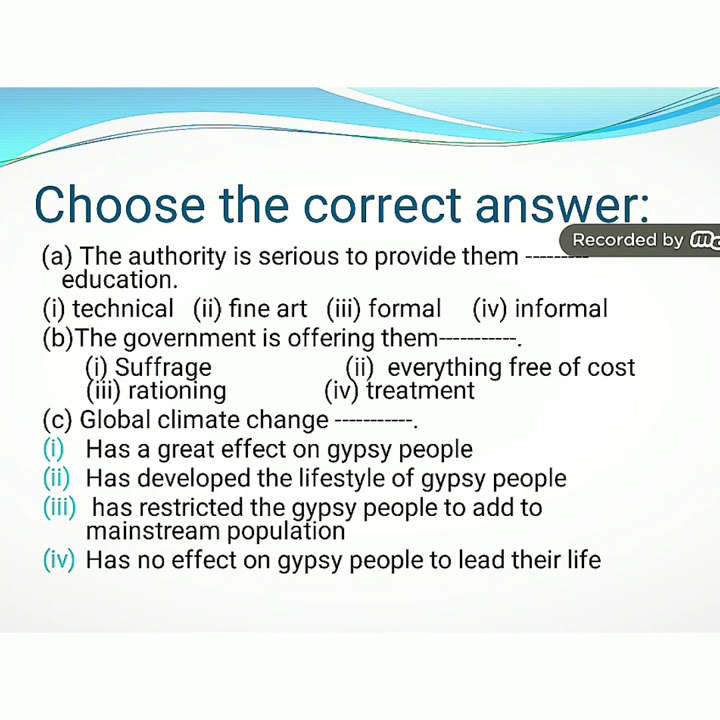 Choose the correct answer:
Recorded by
(a) The authority is serious to provide them ---------
education.
(i) technical (ii) fine art (iii) formal (iv) informal
(b)The government is offering them-----------.
(i) Suffrage (ii) everything free of cost
(iii) rationing (iv) treatment
(c) Global climate change -----------.
(i) Has a great effect on gypsy people
(ii) Has developed the lifestyle of gypsy people
(iii) has restricted the gypsy people to add to
mainstream population
(iv) Has no effect on gypsy people to lead their life